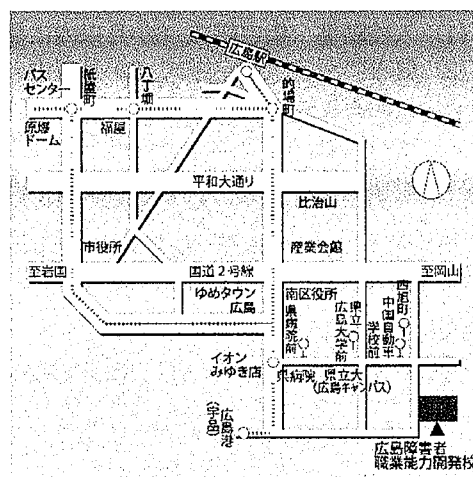 広島駅
バス
センター
紙屋町
八丁堀
的場町
原爆
ドーム
福屋
平和大通り
比治山
市役所
産業会館
至岩国
国道2号線
至岡山
ゆめタウン
広島
南区役所
県病院前
県立
広島大学前
西旭町
中国自動車
学校前
イオン
みゆき店
県病院
県立大
(広島キャンパス)
広島港
(宇品)
広島障害者
職業能力開発校